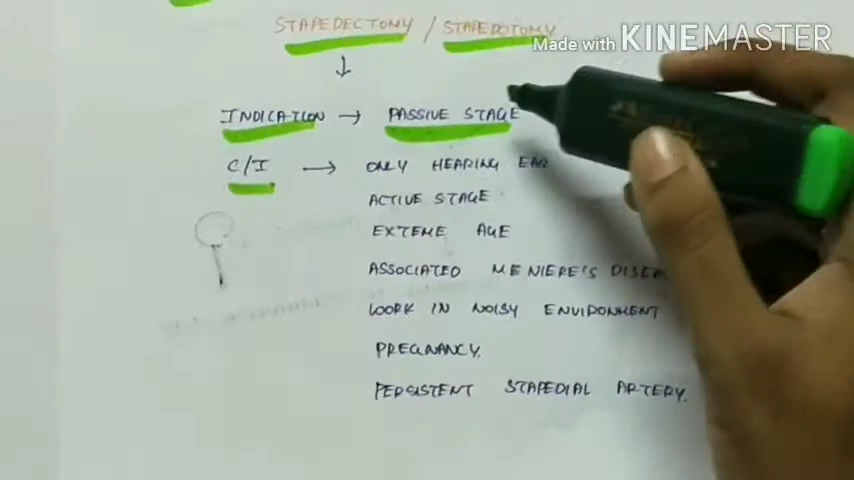 STAPEDECTOMY / STAPEDOTOMY
Made with KINEMASTER
INDICATION → PASSIVE STAGE
C/I → ONLY HEARING EAR
ACTIVE STAGE
EXTEME AGE
ASSOCIATED MENIERE'S
WORK IN NOISY ENVIRONMENT
PREGNANCY.
PERSISTENT STAPEDIAL ARTERY.